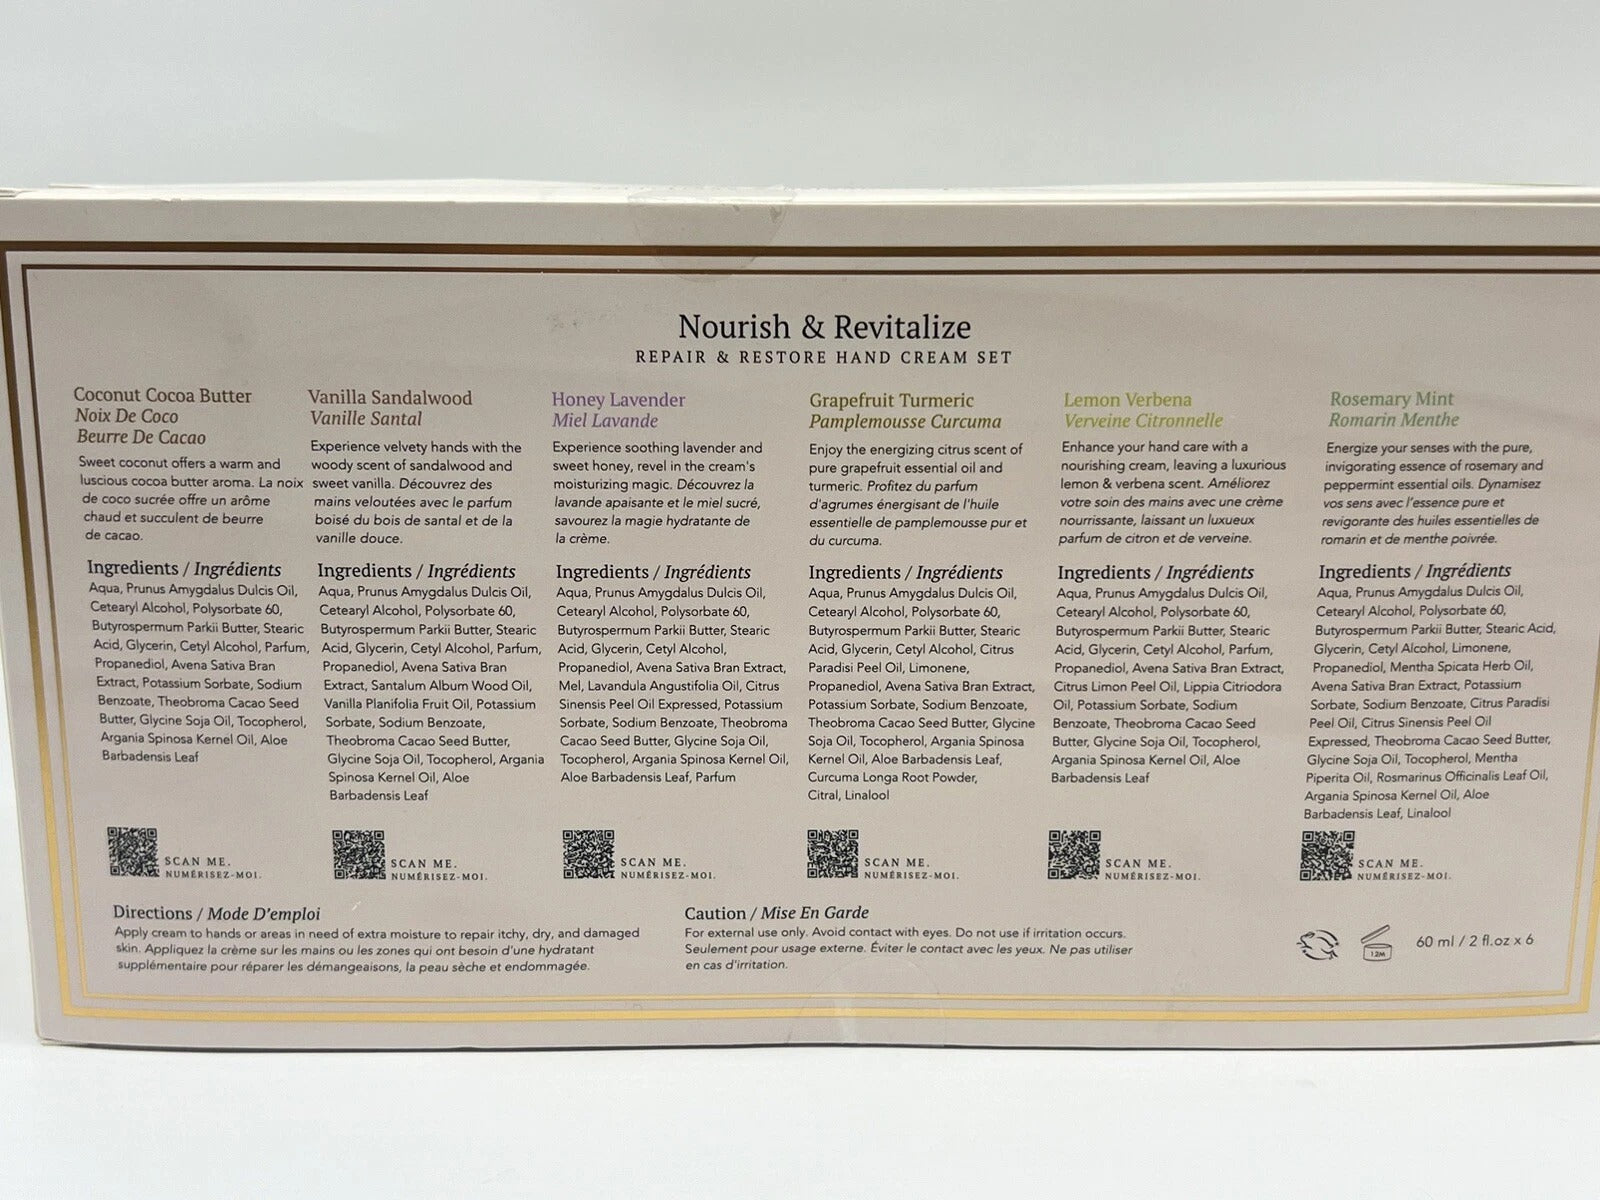 Nourish & Revitalize
REPAIR & RESTORE HAND CREAM SET
Coconut Cocoa Butter
Noix De Coco
Beurre De Cacao
Sweet coconut offers a warm and
luscious cocoa butter aroma. La noix
de coco sucrée offre un arôme
chaud et succulent de beurre
de cacao.
Ingredients / Ingrédients
Aqua, Prunus Amygdalus Dulcis Oil,
Cetearyl Alcohol, Polysorbate 60,
Butyrospermum Parkii Butter, Stearic
Acid, Glycerin, Cetyl Alcohol, Parfum,
Propanediol, Avena Sativa Bran
Extract, Potassium Sorbate, Sodium
Benzoate, Theobroma Cacao Seed
Butter, Glycine Soja Oil, Tocopherol,
Argania Spinosa Kernel Oil, Aloe
Barbadensis Leaf
SCAN ME.
NUMÉRISEZ-MOI.
Vanilla Sandalwood
Vanille Santal
Experience velvety hands with the
woody scent of sandalwood and
sweet vanilla. Découvrez des
mains veloutées avec le parfum
boisé du bois de santal et de la
vanille douce.
Ingredients / Ingrédients
Aqua, Prunus Amygdalus Dulcis Oil,
Cetearyl Alcohol, Polysorbate 60,
Butyrospermum Parkii Butter, Stearic
Acid, Glycerin, Cetyl Alcohol, Parfum,
Propanediol, Avena Sativa Bran
Extract, Santalum Album Wood Oil,
Vanilla Planifolia Fruit Oil, Potassium
Sorbate, Sodium Benzoate,
Theobroma Cacao Seed Butter,
Glycine Soja Oil, Tocopherol, Argania
Spinosa Kernel Oil, Aloe
Barbadensis Leaf
SCAN ME.
NUMÉRISEZ-MOI.
Honey Lavender
Miel Lavande
Experience soothing lavender and
sweet honey, revel in the cream's
moisturizing magic. Découvrez la
lavande apaisante et le miel sucré,
savourez la magie hydratante de
la crème.
Ingredients / Ingrédients
Aqua, Prunus Amygdalus Dulcis Oil,
Cetearyl Alcohol, Polysorbate 60,
Butyrospermum Parkii Butter, Stearic
Acid, Glycerin, Cetyl Alcohol,
Propanediol, Avena Sativa Bran Extract,
Mel, Lavandula Angustifolia Oil, Citrus
Sinensis Peel Oil Expressed, Potassium
Sorbate, Sodium Benzoate, Theobroma
Cacao Seed Butter, Glycine Soja Oil,
Tocopherol, Argania Spinosa Kernel Oil,
Aloe Barbadensis Leaf, Parfum
SCAN ME.
NUMÉRISEZ-MOI.
Grapefruit Turmeric
Pamplemousse Curcuma
Enjoy the energizing citrus scent of
pure grapefruit essential oil and
turmeric. Profitez du parfum
d'agrumes énergisant de l'huile
essentielle de pamplemousse pur et
du curcuma.
Ingredients / Ingrédients
Aqua, Prunus Amygdalus Dulcis Oil,
Cetearyl Alcohol, Polysorbate 60,
Butyrospermum Parkii Butter, Stearic
Acid, Glycerin, Cetyl Alcohol, Citrus
Paradisi Peel Oil, Limonene,
Propanediol, Avena Sativa Bran Extract,
Potassium Sorbate, Sodium Benzoate,
Theobroma Cacao Seed Butter, Glycine
Soja Oil, Tocopherol, Argania Spinosa
Kernel Oil, Aloe Barbadensis Leaf,
Curcuma Longa Root Powder,
Citral, Linalool
SCAN ME.
NUMÉRISEZ-MOI.
Lemon Verbena
Verveine Citronnelle
Enhance your hand care with a
nourishing cream, leaving a luxurious
lemon & verbena scent. Améliorez
votre soin des mains avec une crème
nourrissante, laissant un luxueux
parfum de citron et de verveine.
Ingredients / Ingrédients
Aqua, Prunus Amygdalus Dulcis Oil,
Cetearyl Alcohol, Polysorbate 60,
Butyrospermum Parkii Butter, Stearic
Acid, Glycerin, Cetyl Alcohol, Parfum,
Propanediol, Avena Sativa Bran Extract,
Citrus Limon Peel Oil, Lippia Citriodora
Oil, Potassium Sorbate, Sodium
Benzoate, Theobroma Cacao Seed
Butter, Glycine Soja Oil, Tocopherol,
Argania Spinosa Kernel Oil, Aloe
Barbadensis Leaf
SCAN ME.
NUMÉRISEZ-MOI.
Rosemary Mint
Romarin Menthe
Energize your senses with the pure,
invigorating essence of rosemary and
peppermint essential oils. Dynamisez
vos sens avec l'essence pure et
revigorante des huiles essentielles de
romarin et de menthe poivrée.
Ingredients / Ingrédients
Aqua, Prunus Amygdalus Dulcis Oil,
Cetearyl Alcohol, Polysorbate 60,
Butyrospermum Parkii Butter, Stearic Acid,
Glycerin, Cetyl Alcohol, Limonene,
Propanediol, Mentha Spicata Herb Oil,
Avena Sativa Bran Extract, Potassium
Sorbate, Sodium Benzoate, Citrus Paradisi
Peel Oil, Citrus Sinensis Peel Oil
Expressed, Theobroma Cacao Seed Butter,
Glycine Soja Oil, Tocopherol, Mentha
Piperita Oil, Rosmarinus Officinalis Leaf Oil,
Argania Spinosa Kernel Oil, Aloe
Barbadensis Leaf, Linalool
SCAN ME.
NUMÉRISEZ-MOI.
Directions / Mode D'emploi
Apply cream to hands or areas in need of extra moisture to repair itchy, dry, and damaged
skin. Appliquez la crème sur les mains ou les zones qui ont besoin d'une hydratant
supplémentaire pour réparer les démangeaisons, la peau sèche et endommagée.
Caution / Mise En Garde
For external use only. Avoid contact with eyes. Do not use if irritation occurs.
Seulement pour usage externe. Éviter le contact avec les yeux. Ne pas utiliser
en cas d'irritation.
12M
60 ml / 2 fl.oz x 6